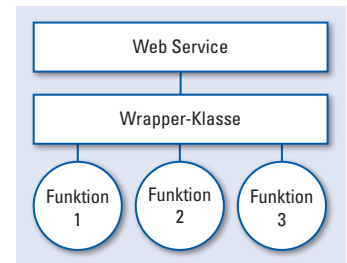 Web Service
Wrapper-Klasse
Funktion
1
Funktion
2
Funktion
3